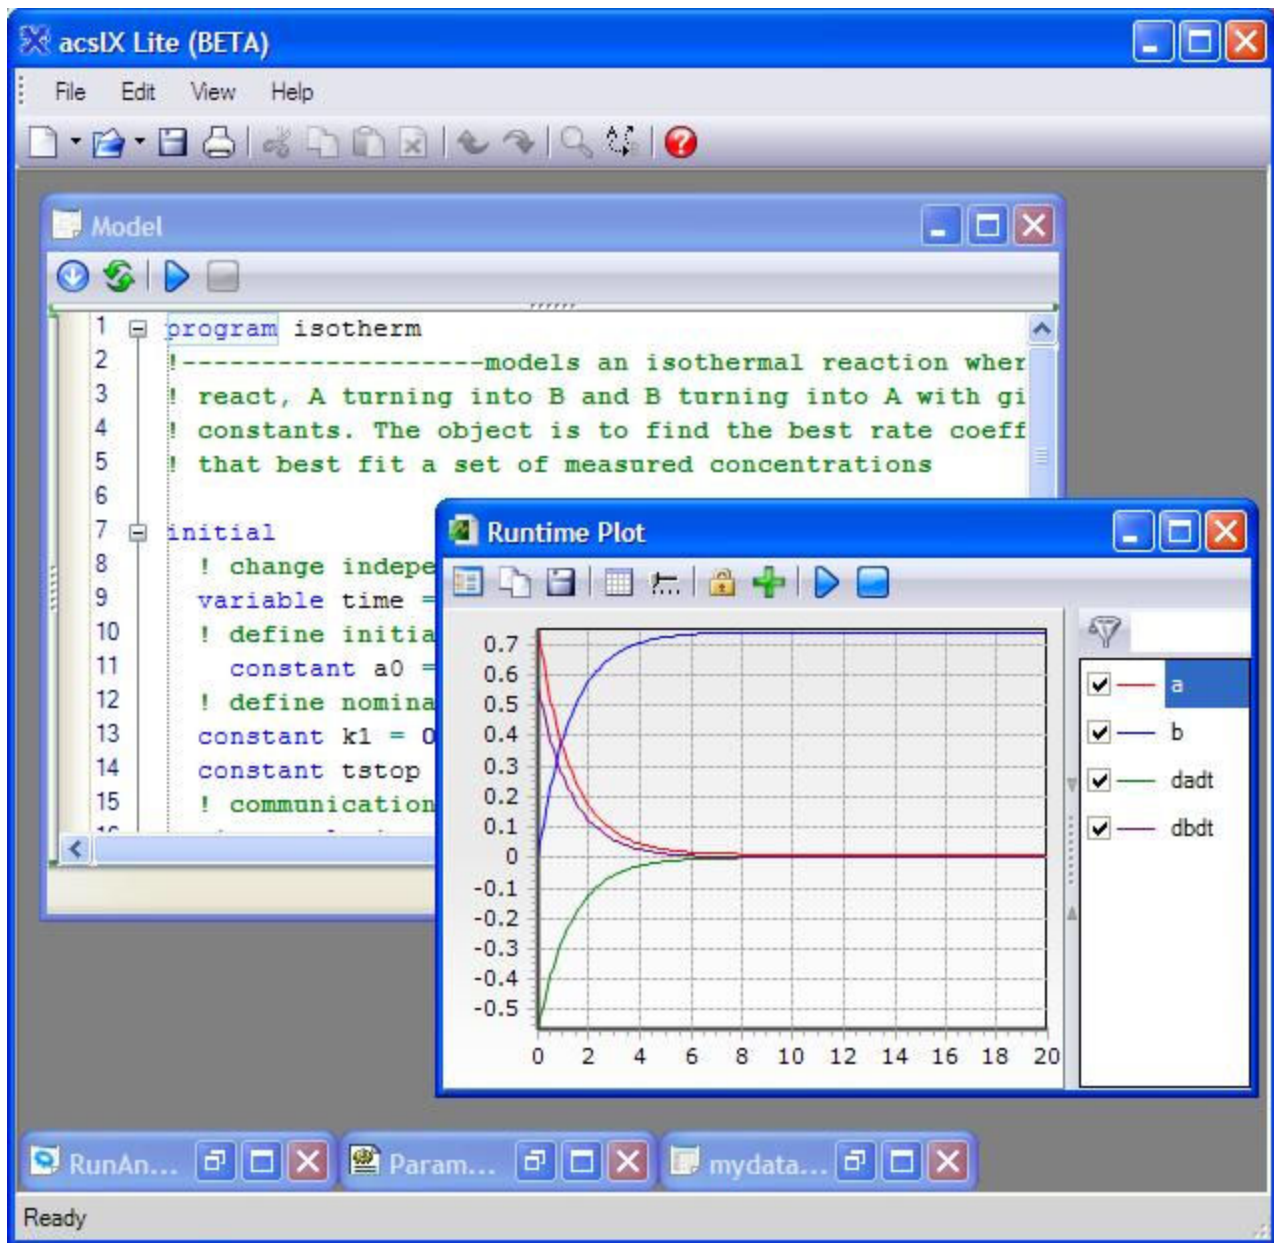 acslX Lite (BETA)
File Edit View Help
Model
1 program isotherm
2 !-------------------models an isothermal reaction wher
3 ! react, A turning into B and B turning into A with gi
4 ! constants. The object is to find the best rate coeff
5 ! that best fit a set of measured concentrations
6
7 initial
8 ! change indepe
9 variable time =
10 ! define initia
11 constant a0 =
12 ! define nomina
13 constant k1 = 0
14 constant tstop
15 ! communication
Runtime Plot
0.7
0.6
0.5
0.4
0.3
0.2
0.1
0
-0.1
-0.2
-0.3
-0.4
-0.5
0 2 4 6 8 10 12 14 16 18 20
a
b
dadt
dbdt
RunAn... Param... mydata...
Ready